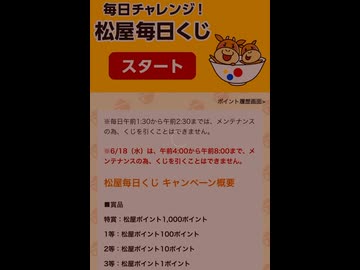 毎日チャレンジ！
松屋毎日くじ
スタート
ポイント履歴画面»
※毎日午前1:30から午前2:30までは、メンテナンス
の為、くじを引くことはできません。
※6/18（水）は、午前4:00から午前8:00まで、メ
ンテナンスの為、くじを引くことはできません。
松屋毎日くじ キャンペーン概要
■賞品
特賞：松屋ポイント1,000ポイント
1等：松屋ポイント100ポイント
2等：松屋ポイント10ポイント
3等：松屋ポイント1ポイント